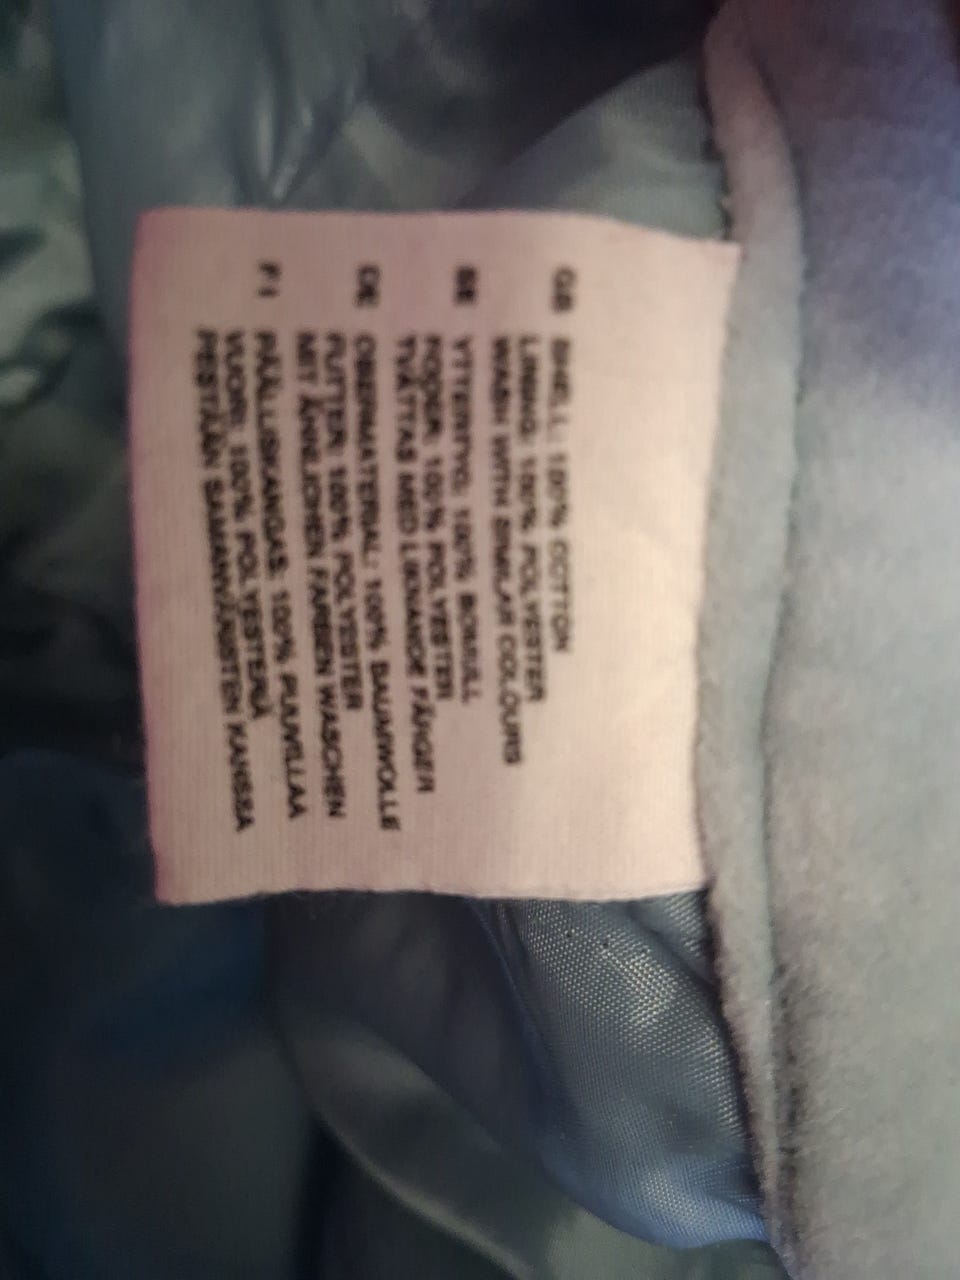 GB SHELL: 100% COTTON
LINING: 100% POLYESTER
WASH WITH SIMILAR COLOURS
SE YTTERTYG: 100% BOMULL
FODER: 100% POLYESTER
TVÄTTAS MED LIKNANDE FÄRGER
DE OBERMATERIAL: 100% BAUMWOLLE
FUTTER: 100% POLYESTER
MIT ÄHNLICHEN FARBEN WASCHEN
FI PÄÄLLISKANGAS: 100% PUUVILLAA
VUORI: 100% POLYESTERIÄ
PESTÄÄN SAMANVÄRISTEN KANSSA